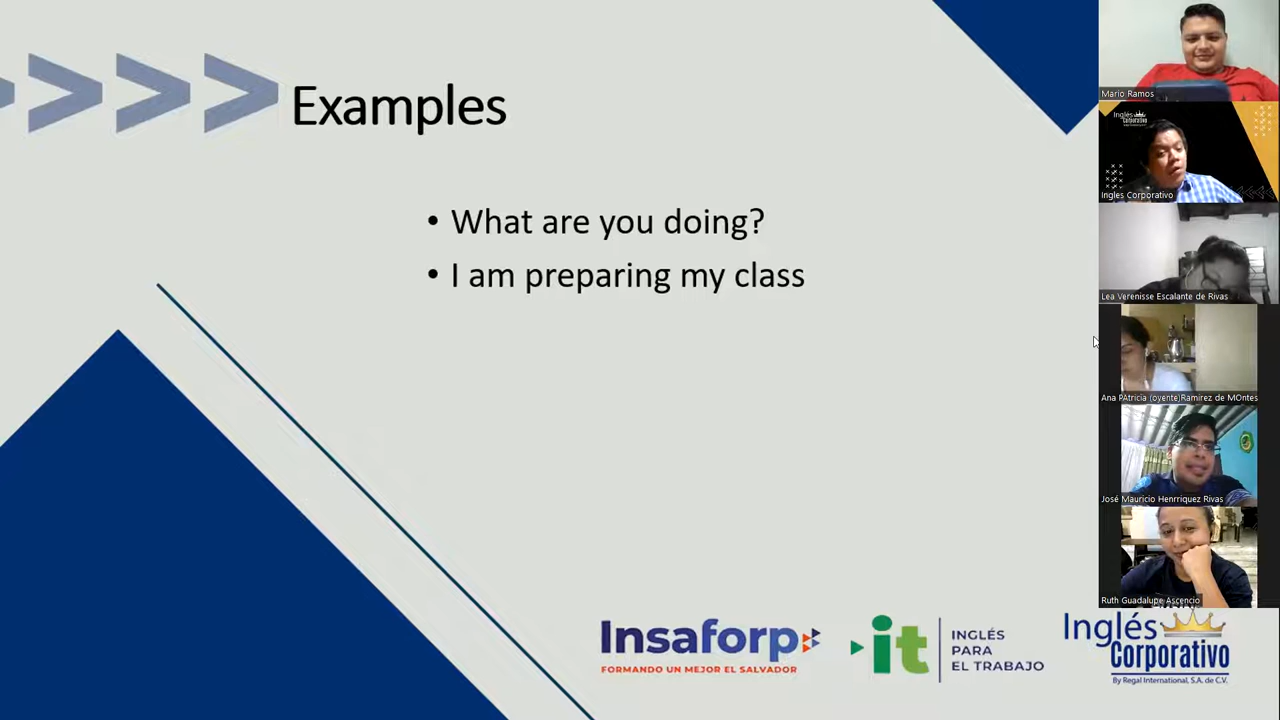 Examples
• What are you doing?
• I am preparing my class
Insaforp
FORMANDO UN MEJOR EL SALVADOR
it
INGLÉS
PARA
EL TRABAJO
Inglés
Corporativo
By Regal International, S.A. de C.V.
Mario Ramos
Inglés
Corporativo
Ingles Corporativo
Lea Verenisse Escalante de Rivas
Ana PAtricia (oyente)Ramirez de MOntes
José Mauricio Henrriquez Rivas
Ruth Guadalupe Ascencio